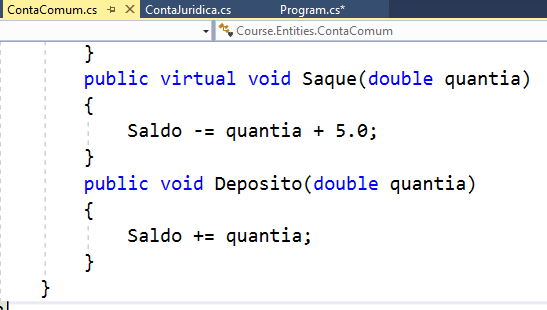 ContaComum.cs ContaJuridica.cs Program.cs*
Course.Entities.ContaComum
}
public virtual void Saque(double quantia)
{
Saldo -= quantia + 5.0;
}
public void Deposito(double quantia)
{
Saldo += quantia;
}
}